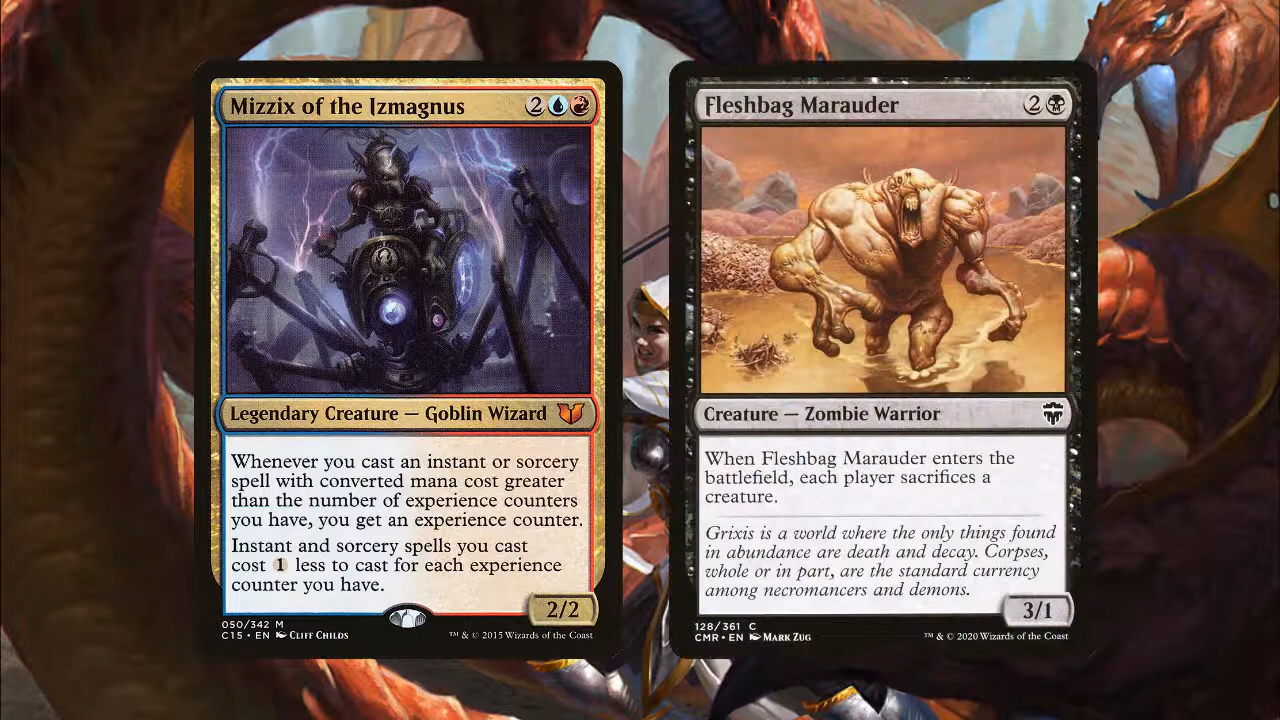 Mizzix of the Izmagnus
2
Legendary Creature — Goblin Wizard
Whenever you cast an instant or sorcery
spell with converted mana cost greater
than the number of experience counters
you have, you get an experience counter.
Instant and sorcery spells you cast
cost 1 less to cast for each experience
counter you have.
2/2
050/342 M
C15 • EN Cliff Childs
™ & © 2015 Wizards of the Coast
Fleshbag Marauder
2
Creature — Zombie Warrior
When Fleshbag Marauder enters the
battlefield, each player sacrifices a
creature.
Grixis is a world where the only things found
in abundance are death and decay. Corpses,
whole or in part, are the standard currency
among necromancers and demons.
3/1
128/361 C
CMR • EN Mark Zug
™ & © 2020 Wizards of the Coast